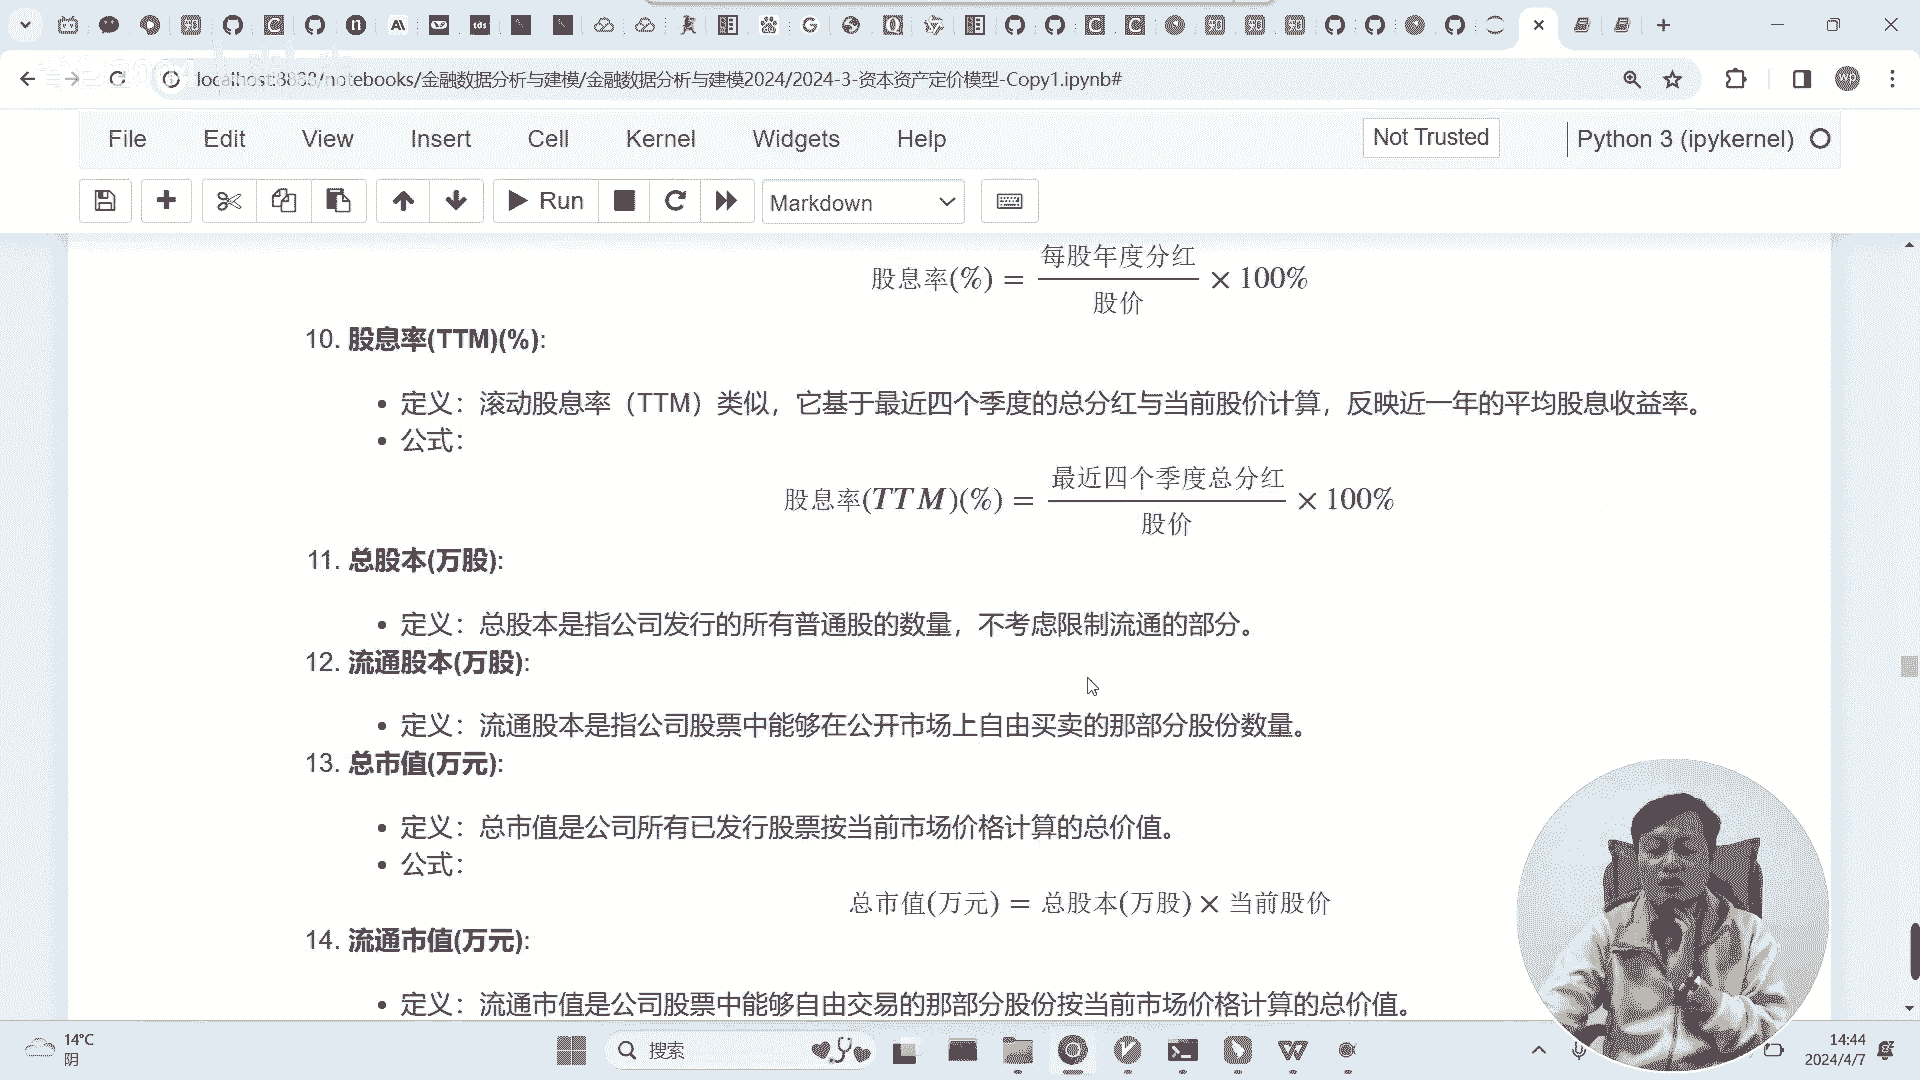 localhost:8888/notebooks/金融数据分析与建模/金融数据分析与建模2024/2024-3-资本资产定价模型-Copy1.ipynb#
File Edit View Insert Cell Kernel Widgets Help Not Trusted Python 3 (ipykernel)
Run Markdown
股息率(%) = 每股年度分红 / 股价 × 100%
10. 股息率(TTM)(%):
• 定义：滚动股息率（TTM）类似，它基于最近四个季度的总分红与当前股价计算，反映近一年的平均股息收益率。
• 公式：
股息率(TTM)(%) = 最近四个季度总分红 / 股价 × 100%
11. 总股本(万股):
• 定义：总股本是指公司发行的所有普通股的数量，不考虑限制流通的部分。
12. 流通股本(万股):
• 定义：流通股本是指公司股票中能够在公开市场上自由买卖的那部分股份数量。
13. 总市值(万元):
• 定义：总市值是公司所有已发行股票按当前市场价格计算的总价值。
• 公式：
总市值(万元) = 总股本(万股) × 当前股价
14. 流通市值(万元):
• 定义：流通市值是公司股票中能够自由交易的那部分股份按当前市场价格计算的总价值。
14°C
阴
搜索
14:44
2024/4/7